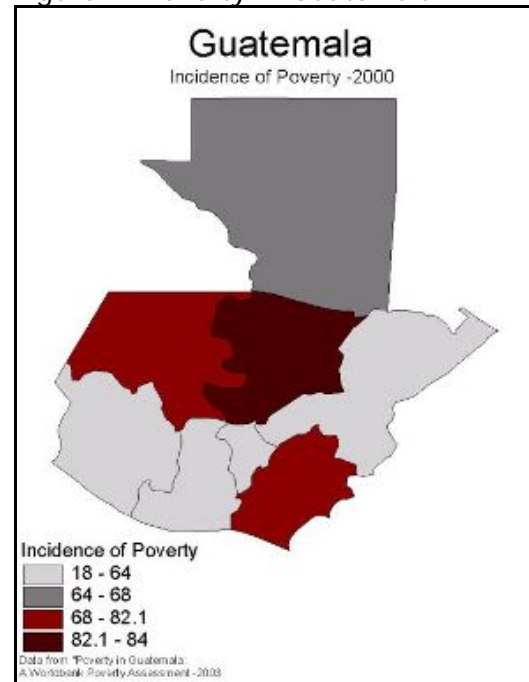 Guatemala
Incidence of Poverty -2000
Incidence of Poverty
18 - 64
64 - 68
68 - 82.1
82.1 - 84
Data from "Poverty in Guatemala:
A Worldbank Poverty Assessment -2003